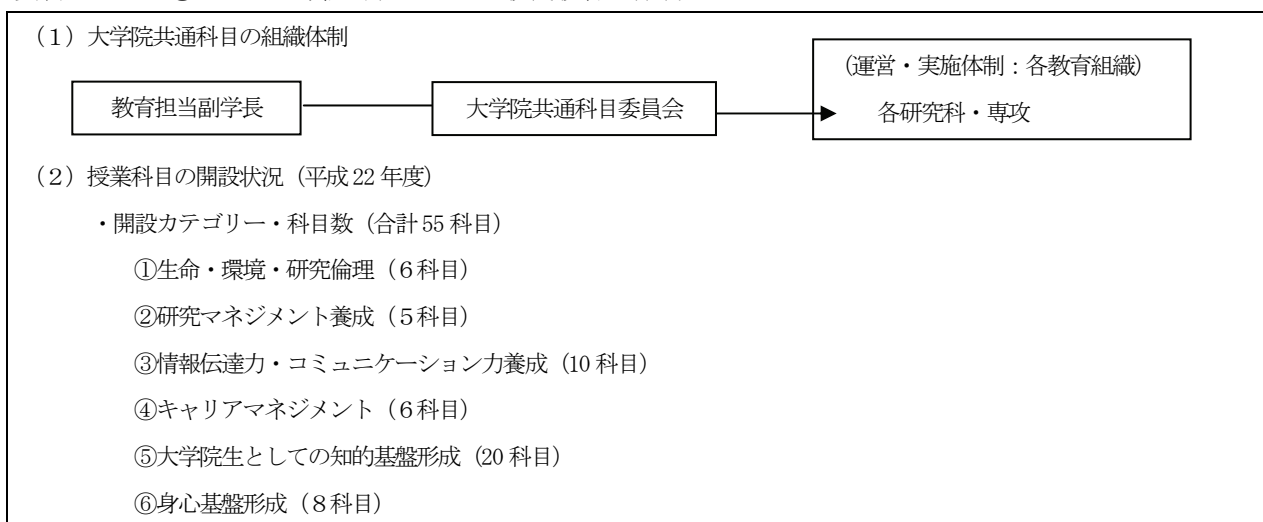 （１）大学院共通科目の組織体制
（運営・実施体制：各教育組織）
教育担当副学長
大学院共通科目委員会
各研究科・専攻
（２）授業科目の開設状況（平成22年度）
・開設カテゴリー・科目数（合計55科目）
①生命・環境・研究倫理（６科目）
②研究マネジメント養成（５科目）
③情報伝達力・コミュニケーション力養成（10科目）
④キャリアマネジメント（６科目）
⑤大学院生としての知的基盤形成（20科目）
⑥身心基盤形成（８科目）